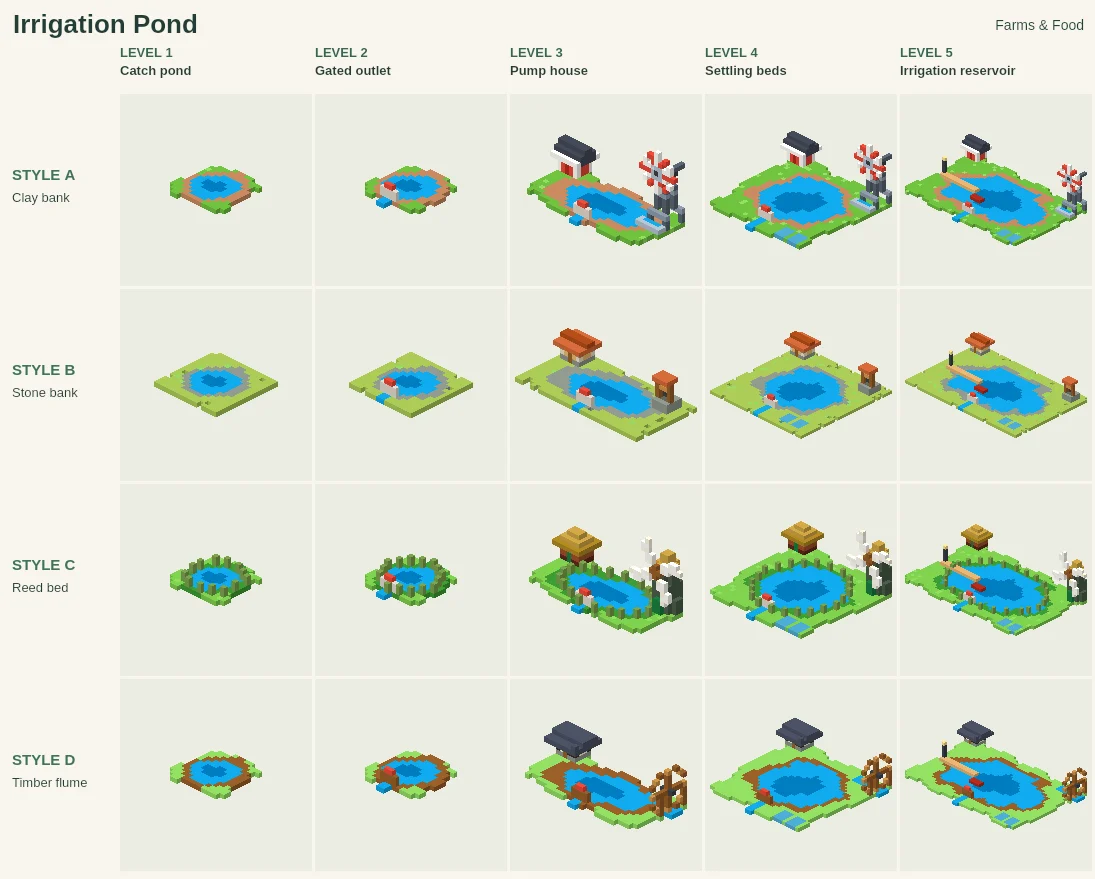 Irrigation Pond
Farms & Food
LEVEL 1
Catch pond
LEVEL 2
Gated outlet
LEVEL 3
Pump house
LEVEL 4
Settling beds
LEVEL 5
Irrigation reservoir
STYLE A
Clay bank
STYLE B
Stone bank
STYLE C
Reed bed
STYLE D
Timber flume